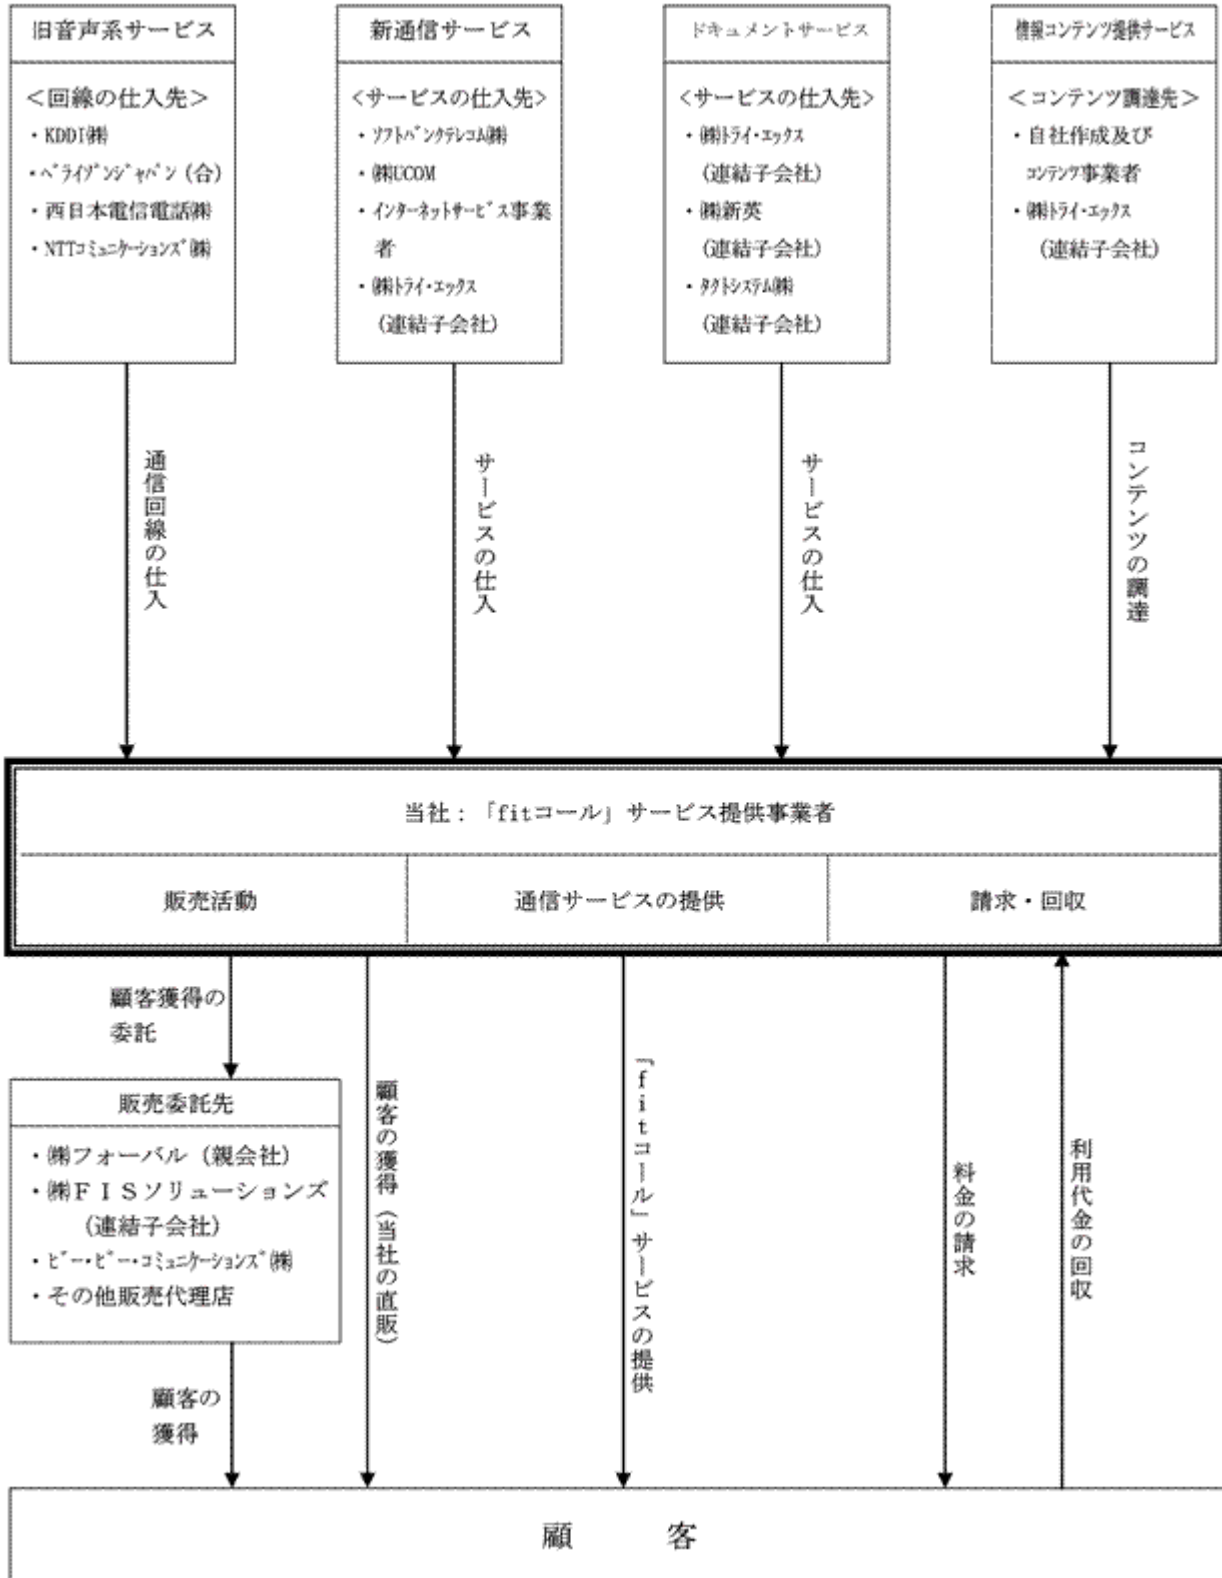 旧音声系サービス
＜回線の仕入先＞
・KDDI㈱
・ベライゾンジャパン（合）
・西日本電信電話㈱
・NTTコミュニケーションズ㈱
新通信サービス
＜サービスの仕入先＞
・ソフトバンクテレコム㈱
・㈱UCOM
・インターネットサービス事業
者
・㈱トライ・エックス
（連結子会社）
ドキュメントサービス
＜サービスの仕入先＞
・㈱トライ・エックス
（連結子会社）
・㈱新英
（連結子会社）
・タクトシステム㈱
（連結子会社）
情報コンテンツ提供サービス
＜コンテンツ調達先＞
・自社作成及び
コンテンツ事業者
・㈱トライ・エックス
（連結子会社）
通信回線の仕入
サービスの仕入
サービスの仕入
コンテンツの調達
当社：「fitコール」サービス提供事業者
販売活動
通信サービスの提供
請求・回収
顧客獲得の
委託
販売委託先
・㈱フォーバル（親会社）
・㈱ＦＩＳソリューションズ
（連結子会社）
・ビー・ビー・コミュニケーションズ㈱
・その他販売代理店
顧客の
獲得
顧客の獲得（当社の直販）
「fitコール」サービスの提供
料金の請求
利用代金の回収
顧　客